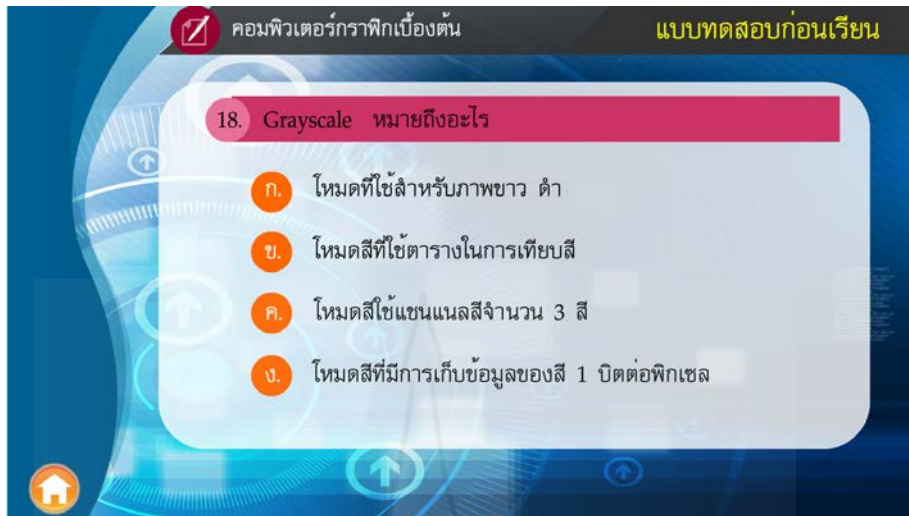 คอมพิวเตอร์กราฟิกเบื้องต้น
แบบทดสอบก่อนเรียน
18. Grayscale หมายถึงอะไร
ก. โหมดที่ใช้สำหรับภาพขาว ดำ
ข. โหมดสีที่ใช้ตารางในการเทียบสี
ค. โหมดสีใช้แชนแนลสีจำนวน 3 สี
ง. โหมดสีที่มีการเก็บข้อมูลของสี 1 บิตต่อพิกเซล